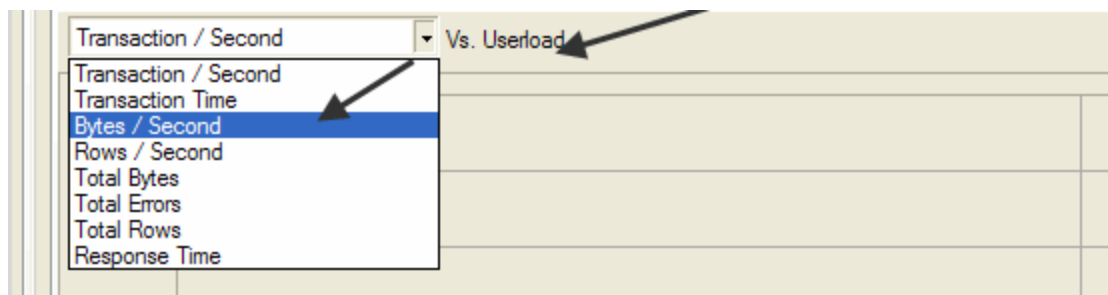 Transaction / Second Vs. Userload
Transaction / Second
Transaction Time
Bytes / Second
Rows / Second
Total Bytes
Total Errors
Total Rows
Response Time